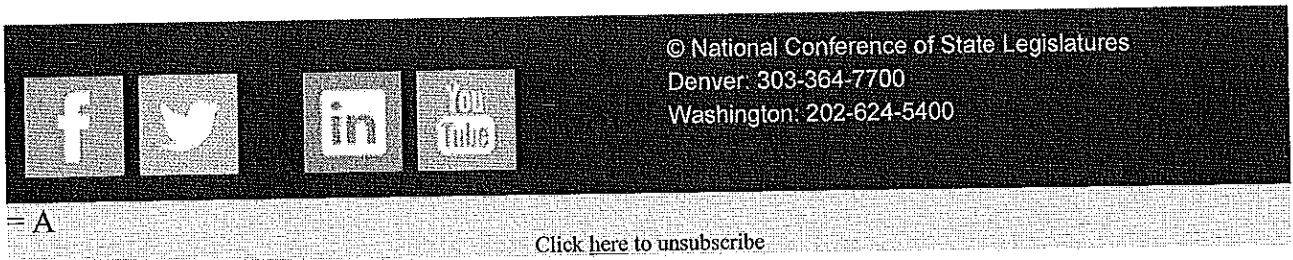 © National Conference of State Legislatures
Denver: 303-364-7700
Washington: 202-624-5400
f
in
You
Tube
= A
Click here to unsubscribe